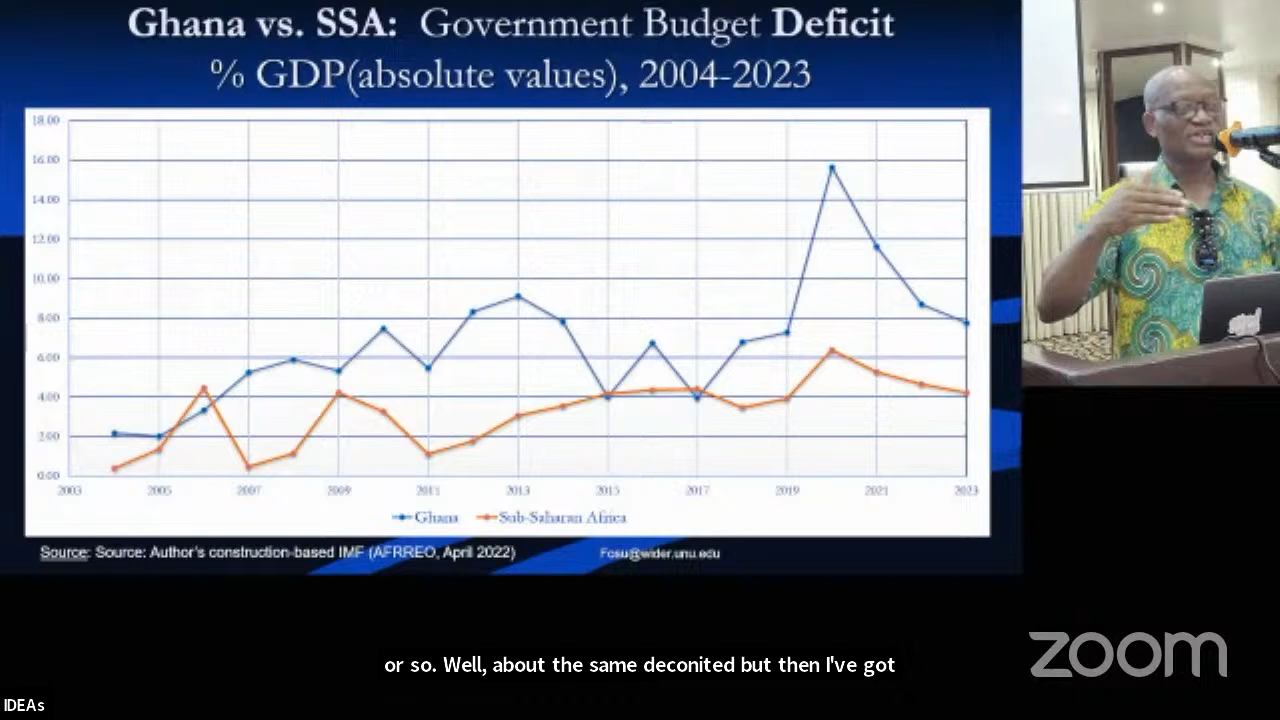 Ghana vs. SSA: Government Budget Deficit
% GDP(absolute values), 2004-2023
18.00
16.00
14.00
12.00
10.00
8.00
6.00
4.00
2.00
0.00
2003 2005 2007 2009 2011 2013 2015 2017 2019 2021 2023
Ghana Sub-Saharan Africa
Source: Source: Author's construction-based IMF (AFRREO, April 2022) Fosu@wider.unu.edu
or so. Well, about the same deconited but then I've got
zoom
IDEAs